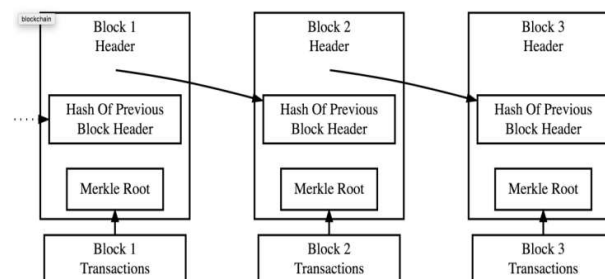 blockchain
Block 1
Header
Hash Of Previous
Block Header
Merkle Root
Block 1
Transactions
Block 2
Header
Hash Of Previous
Block Header
Merkle Root
Block 2
Transactions
Block 3
Header
Hash Of Previous
Block Header
Merkle Root
Block 3
Transactions